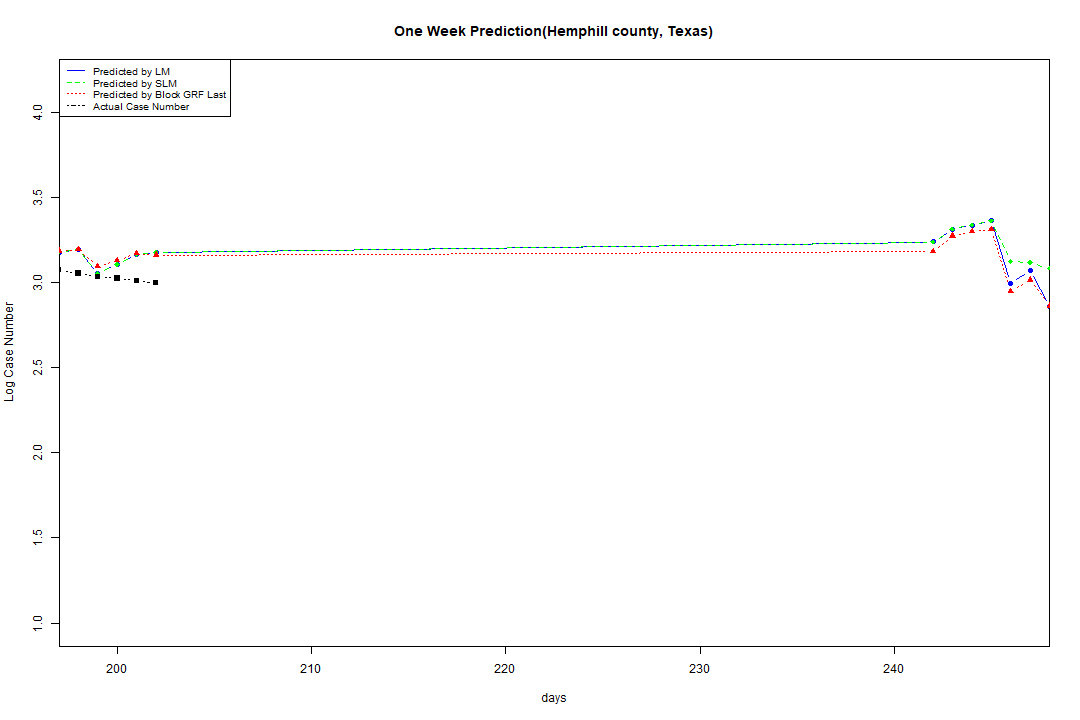 One Week Prediction(Hemphill county, Texas)
Predicted by LM
Predicted by SLM
Predicted by Block GRF Last
Actual Case Number
4.0
3.5
3.0
2.5
2.0
1.5
1.0
Log Case Number
200 210 220 230 240
days